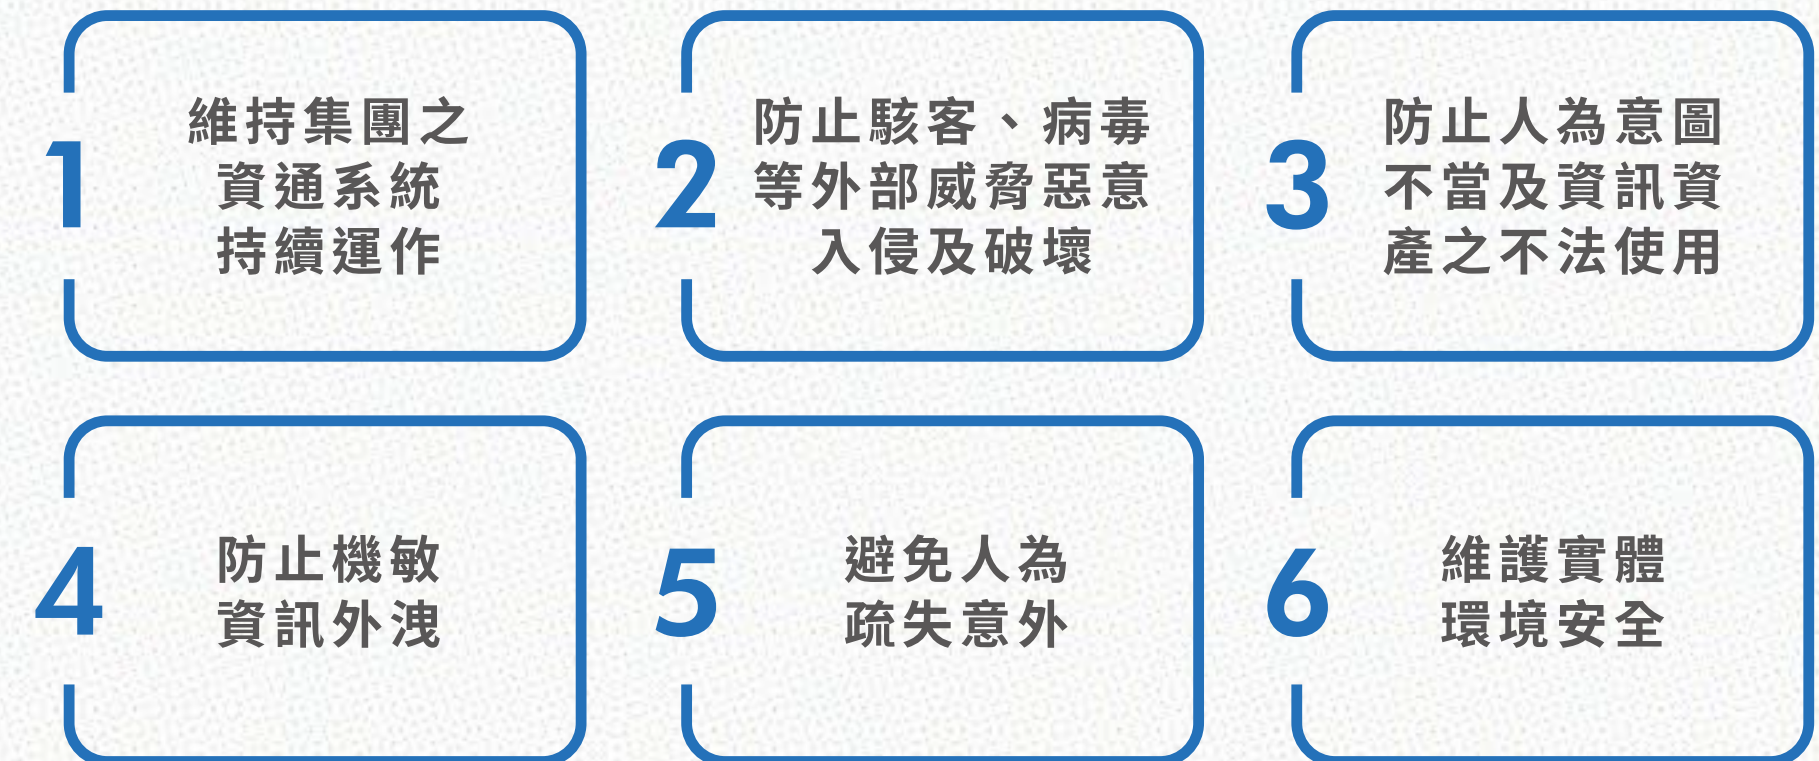 1
維持集團之
資通系統
持續運作
2
防止駭客、病毒
等外部威脅惡意
入侵及破壞
3
防止人為意圖
不當及資訊資
產之不法使用
4
防止機敏
資訊外洩
5
避免人為
疏失意外
6
維護實體
環境安全